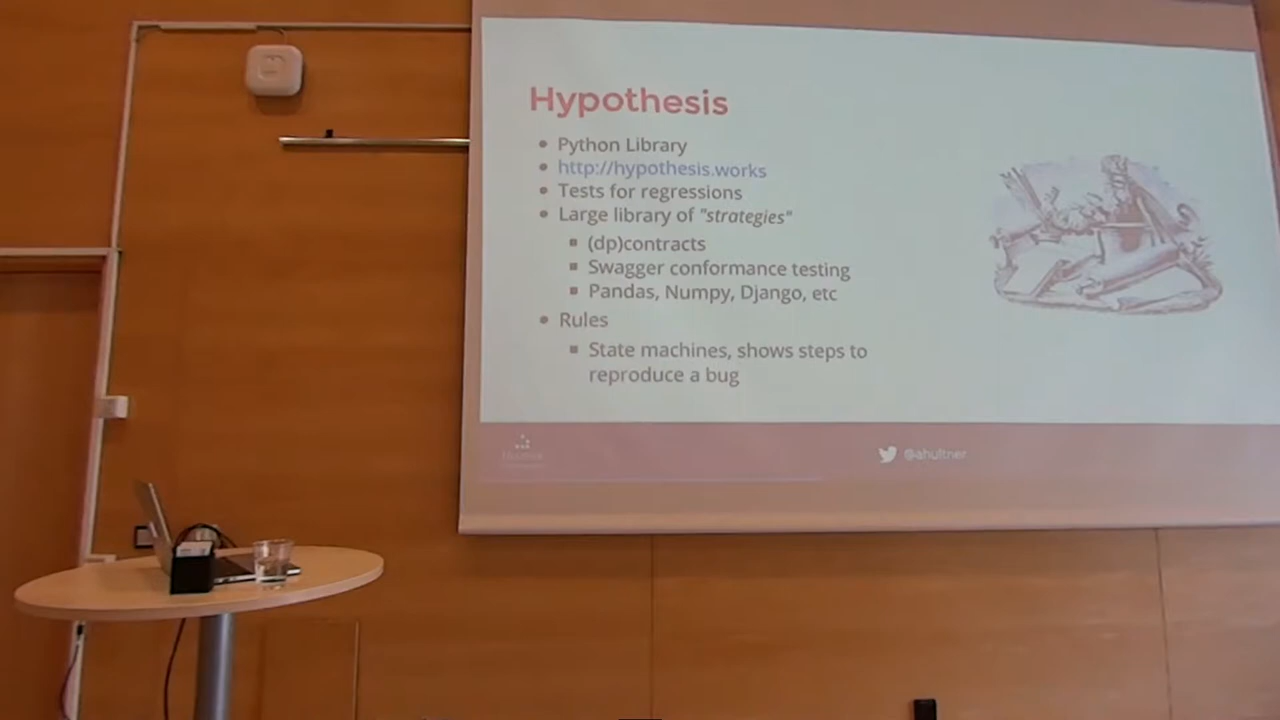 Hypothesis
Python Library
http://hypothesis.works
Tests for regressions
Large library of "strategies"
(dp)contracts
Swagger conformance testing
Pandas, Numpy, Django, etc
Rules
State machines, shows steps to
reproduce a bug
@ahultner